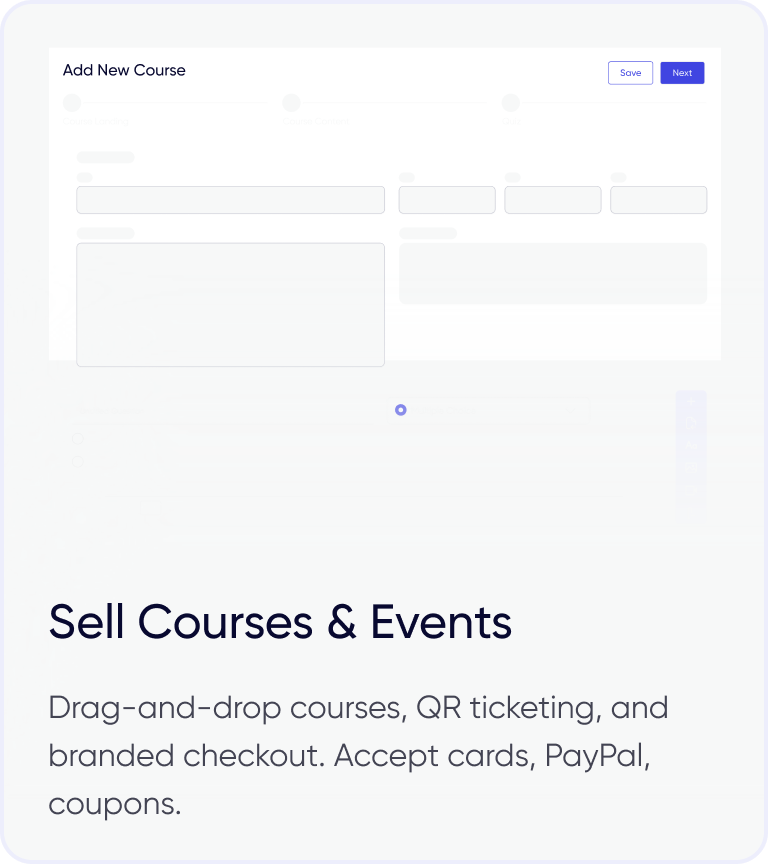 Add New Course
Save
Next
Sell Courses & Events
Drag-and-drop courses, QR ticketing, and
branded checkout. Accept cards, PayPal,
coupons.